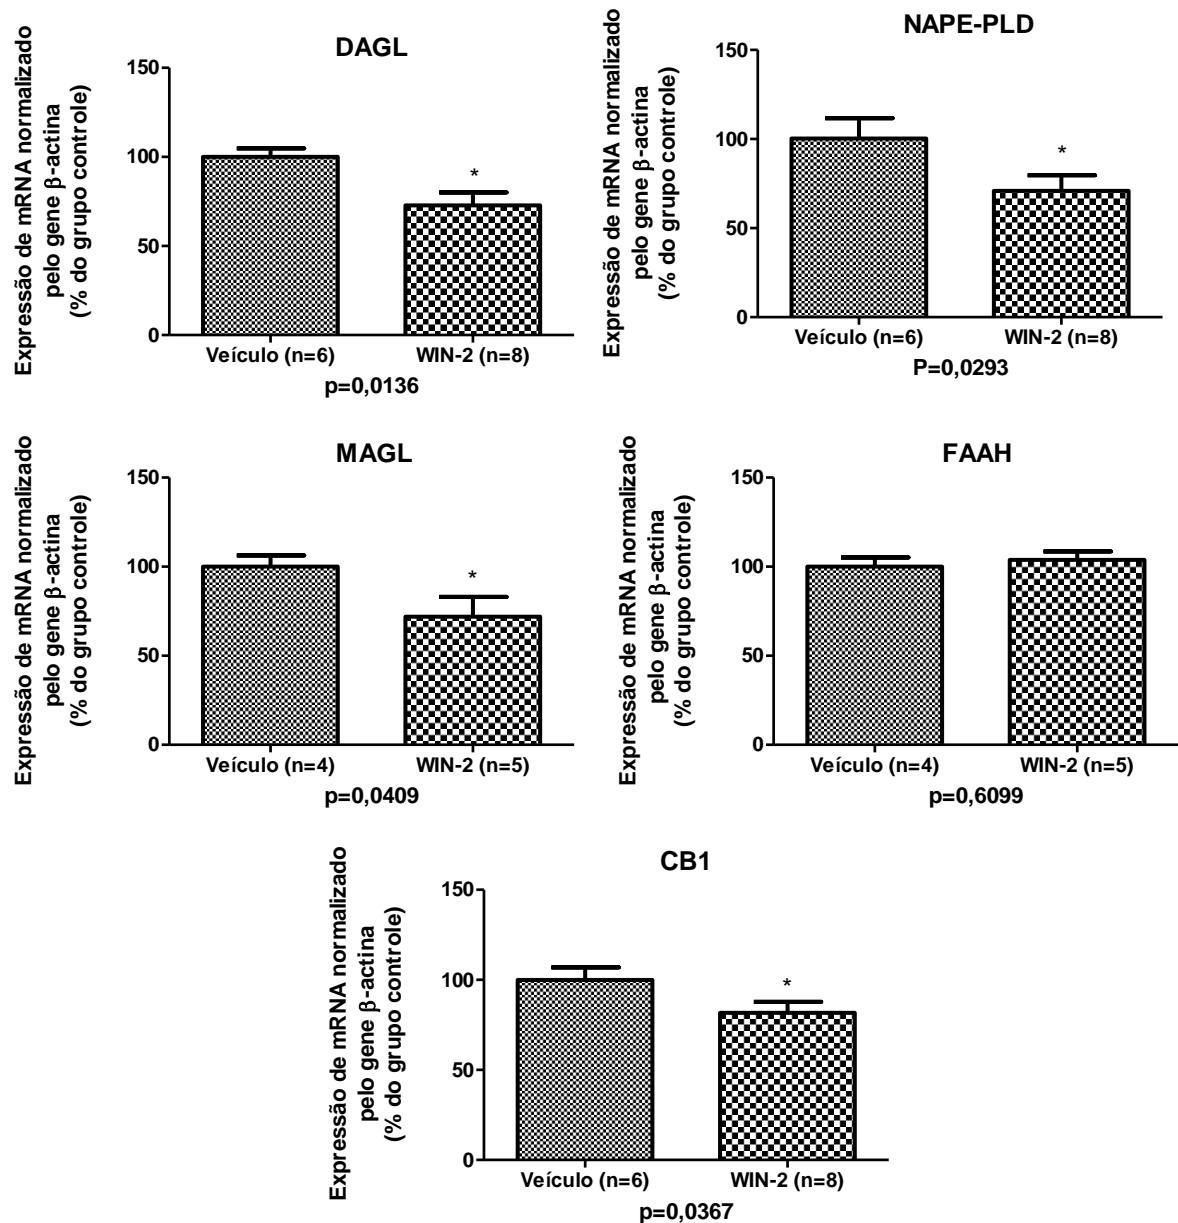 DAGL
Expressão de mRNA normalizado
pelo gene β-actina
(% do grupo controle)
150
100
50
0
*
Veículo (n=6)
WIN-2 (n=8)
p=0,0136
NAPE-PLD
Expressão de mRNA normalizado
pelo gene β-actina
(% do grupo controle)
150
100
50
0
*
Veículo (n=6)
WIN-2 (n=8)
P=0,0293
MAGL
Expressão de mRNA normalizado
pelo gene β-actina
(% do grupo controle)
150
100
50
0
*
Veículo (n=4)
WIN-2 (n=5)
p=0,0409
FAAH
Expressão de mRNA normalizado
pelo gene β-actina
(% do grupo controle)
150
100
50
0
Veículo (n=4)
WIN-2 (n=5)
p=0,6099
CB1
Expressão de mRNA normalizado
pelo gene β-actina
(% do grupo controle)
150
100
50
0
*
Veículo (n=6)
WIN-2 (n=8)
p=0,0367